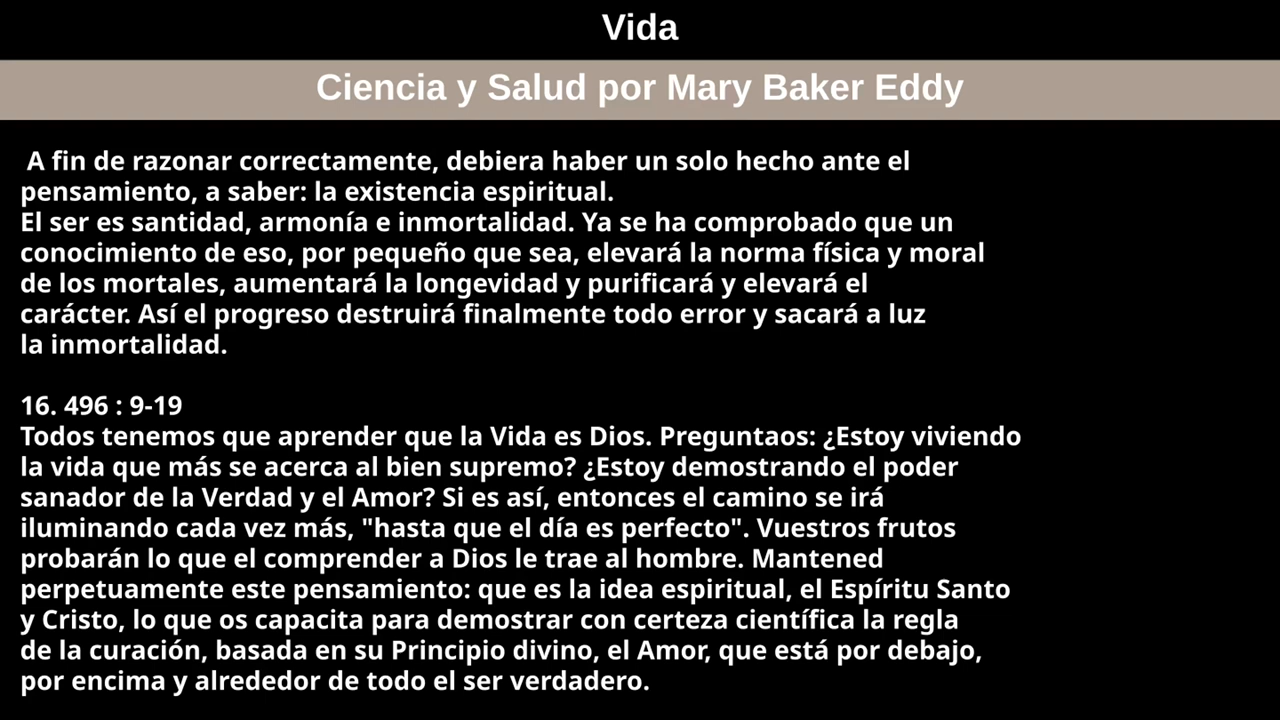 Vida
Ciencia y Salud por Mary Baker Eddy
A fin de razonar correctamente, debiera haber un solo hecho ante el
pensamiento, a saber: la existencia espiritual.
El ser es santidad, armonía e inmortalidad. Ya se ha comprobado que un
conocimiento de eso, por pequeño que sea, elevará la norma física y moral
de los mortales, aumentará la longevidad y purificará y elevará el
carácter. Así el progreso destruirá finalmente todo error y sacará a luz
la inmortalidad.
16. 496 : 9-19
Todos tenemos que aprender que la Vida es Dios. Preguntaos: ¿Estoy viviendo
la vida que más se acerca al bien supremo? ¿Estoy demostrando el poder
sanador de la Verdad y el Amor? Si es así, entonces el camino se irá
iluminando cada vez más, "hasta que el día es perfecto". Vuestros frutos
probarán lo que el comprender a Dios le trae al hombre. Mantened
perpetuamente este pensamiento: que es la idea espiritual, el Espíritu Santo
y Cristo, lo que os capacita para demostrar con certeza científica la regla
de la curación, basada en su Principio divino, el Amor, que está por debajo,
por encima y alrededor de todo el ser verdadero.